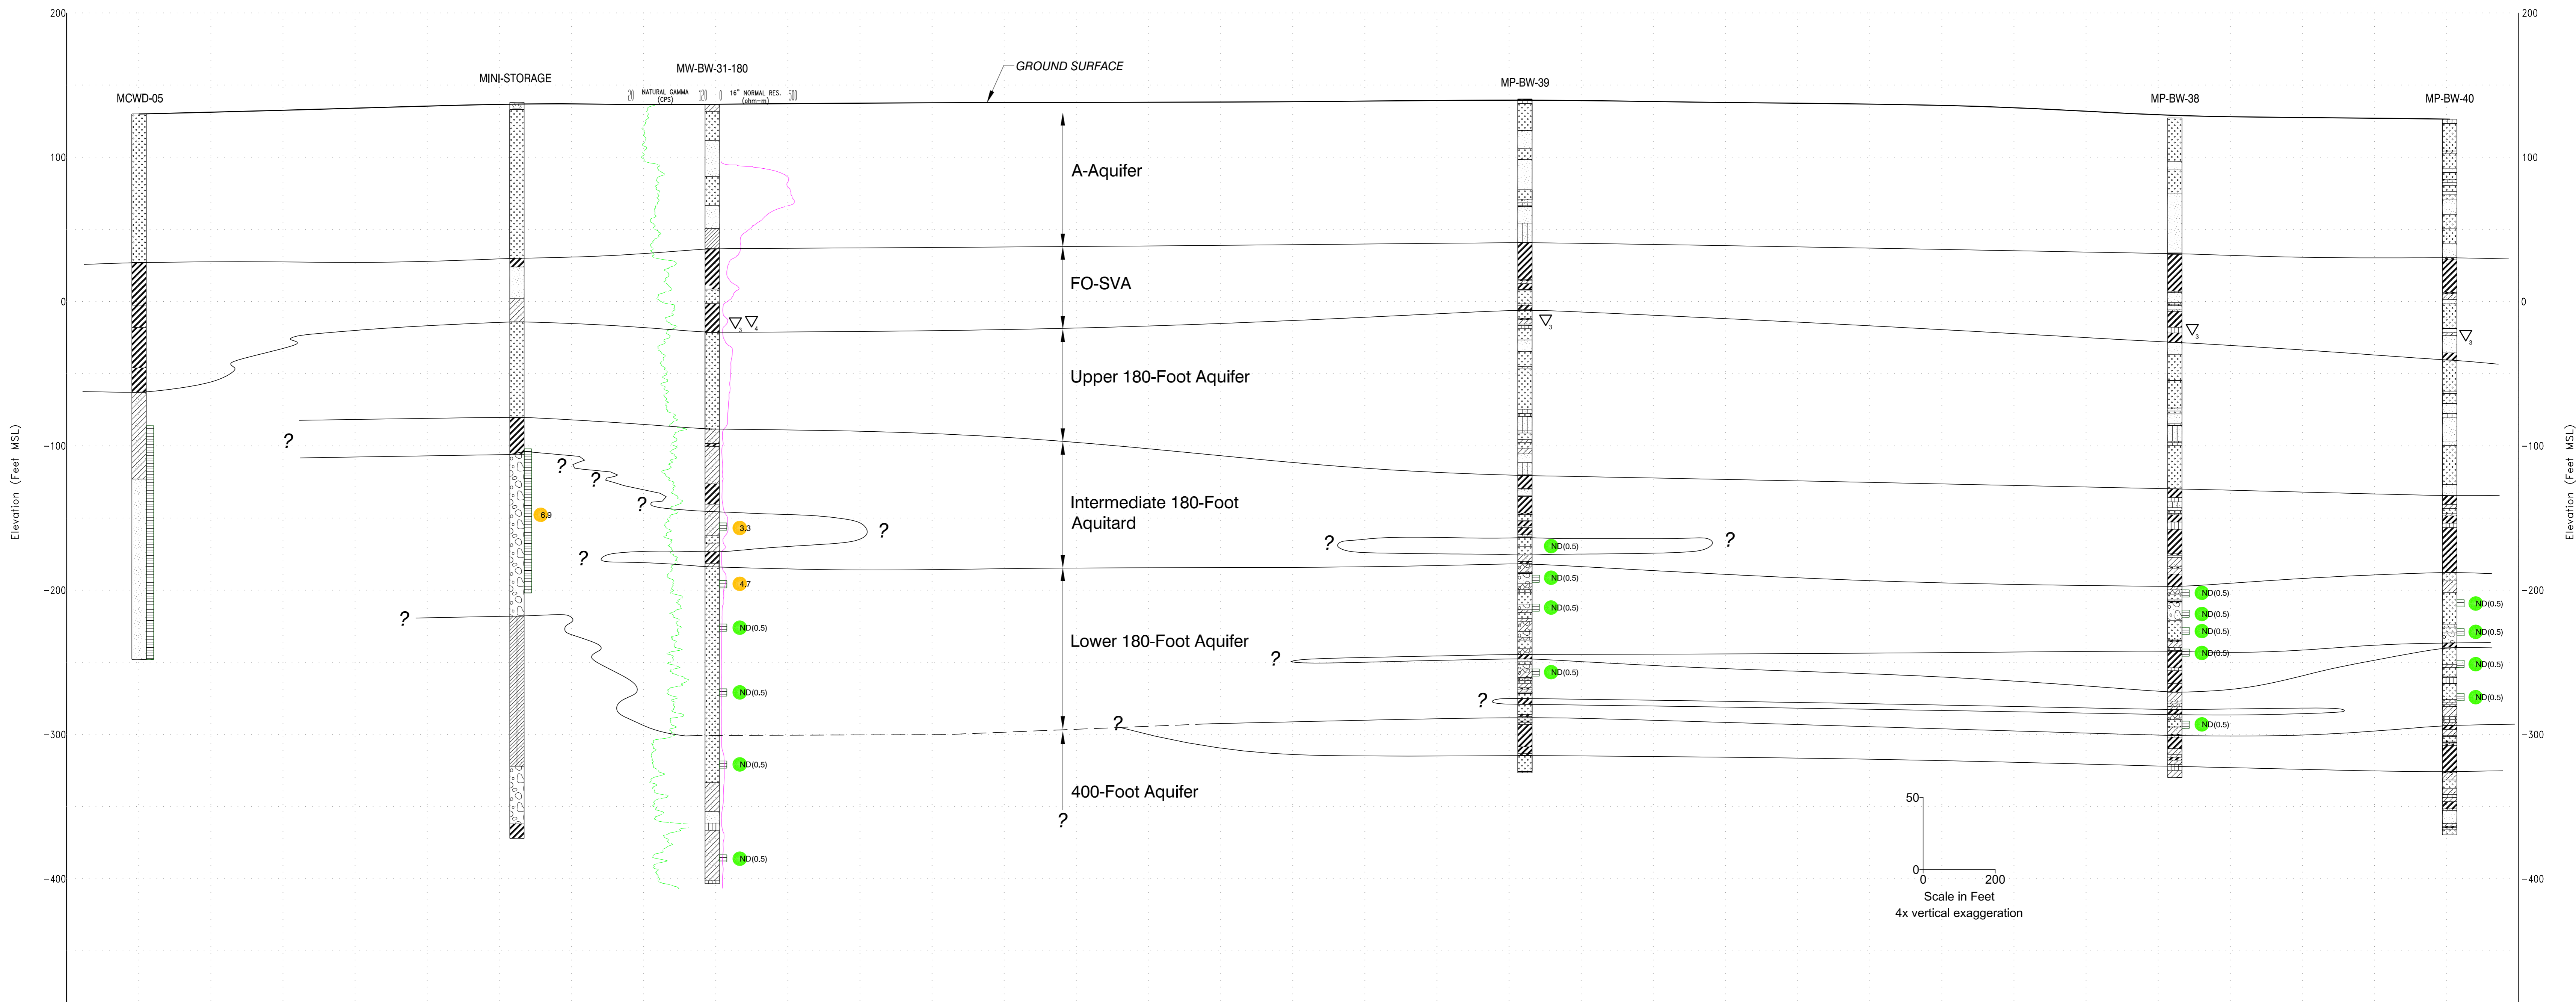 200
200
GROUND SURFACE
MW-BW-31-180
MINI-STORAGE
MP-BW-39
MCWD-05
MP-BW-38
MP-BW-40
20 NATURAL GAMMA 120
(CPS)
0 16" NORMAL RES. 500
(ohm-m)
100
100
A-Aquifer
FO-SVA
0
0
3
4
3
3
3
Upper 180-Foot Aquifer
Elevation (Feet MSL)
Elevation (Feet MSL)
-100
-100
?
?
?
?
Intermediate 180-Foot
Aquitard
6.9
3.3
?
?
?
ND(0.5)
?
4.7
ND(0.5)
ND(0.5)
-200
-200
ND(0.5)
ND(0.5)
ND(0.5)
?
ND(0.5)
ND(0.5)
ND(0.5)
Lower 180-Foot Aquifer
?
ND(0.5)
ND(0.5)
ND(0.5)
ND(0.5)
ND(0.5)
?
?
ND(0.5)
-300
-300
ND(0.5)
400-Foot Aquifer
?
ND(0.5)
50
0
0 200
Scale in Feet
4x vertical exaggeration
-400
-400